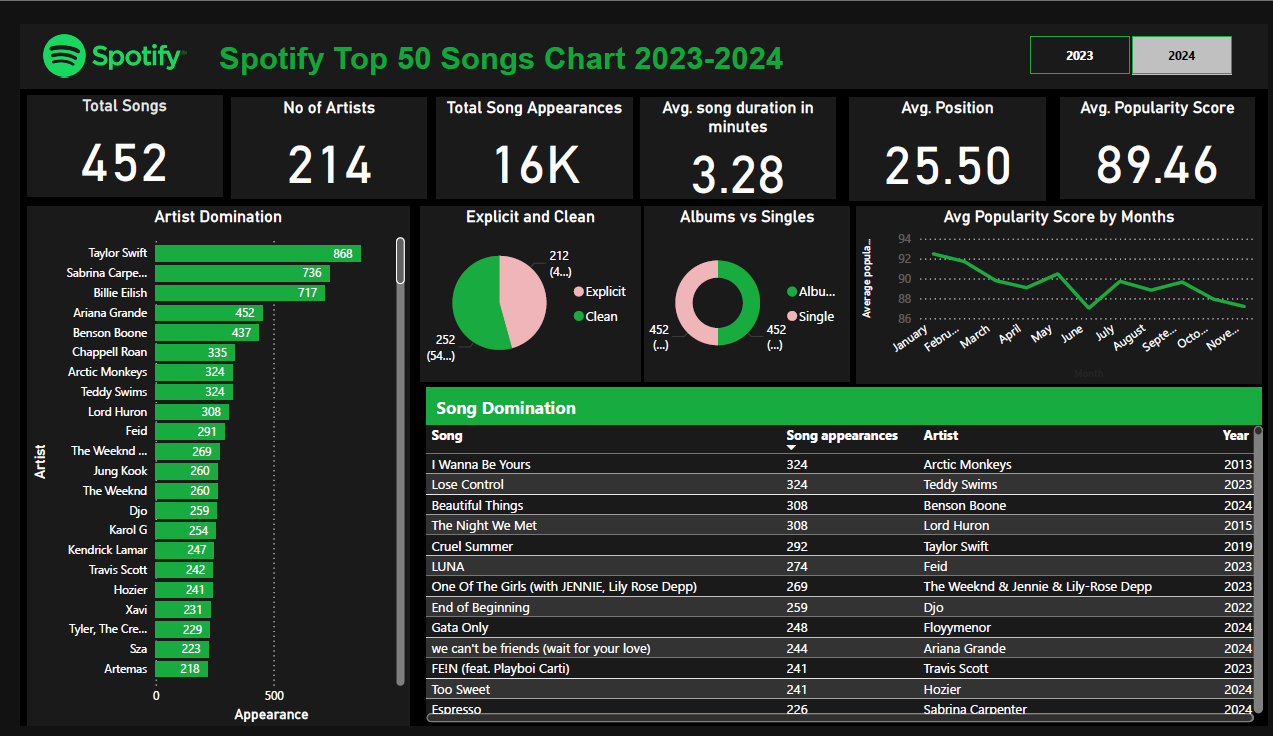 Spotify
Spotify Top 50 Songs Chart 2023-2024
2023
2024
Total Songs
452
No of Artists
214
Total Song Appearances
16K
Avg. song duration in
minutes
3.28
Avg. Position
25.50
Avg. Popularity Score
89.46
Artist Domination
Artist
Taylor Swift 868
Sabrina Carpe... 736
Billie Eilish 717
Ariana Grande 452
Benson Boone 437
Chappell Roan 335
Arctic Monkeys 324
Teddy Swims 324
Lord Huron 308
Feid 291
The Weeknd ... 269
Jung Kook 260
The Weeknd 260
Djo 259
Karol G 254
Kendrick Lamar 247
Travis Scott 242
Hozier 241
Xavi 231
Tyler, The Cre... 229
Sza 223
Artemas 218
0 500
Appearance
Explicit and Clean
212
(4...)
252
(54...)
Explicit
Clean
Albums vs Singles
452
(...)
452
(...)
Albu...
Single
Avg Popularity Score by Months
Average popula...
94
92
90
88
86
January Febru... March April May June July August Septe... Octo... Nove...
Month
Song Domination
Song Song appearances Artist Year
I Wanna Be Yours 324 Arctic Monkeys 2013
Lose Control 324 Teddy Swims 2023
Beautiful Things 308 Benson Boone 2024
The Night We Met 308 Lord Huron 2015
Cruel Summer 292 Taylor Swift 2019
LUNA 274 Feid 2023
One Of The Girls (with JENNIE, Lily Rose Depp) 269 The Weeknd & Jennie & Lily-Rose Depp 2023
End of Beginning 259 Djo 2022
Gata Only 248 Floyymenor 2024
we can't be friends (wait for your love) 244 Ariana Grande 2024
FE!N (feat. Playboi Carti) 241 Travis Scott 2023
Too Sweet 241 Hozier 2024
Espresso 226 Sabrina Carpenter 2024